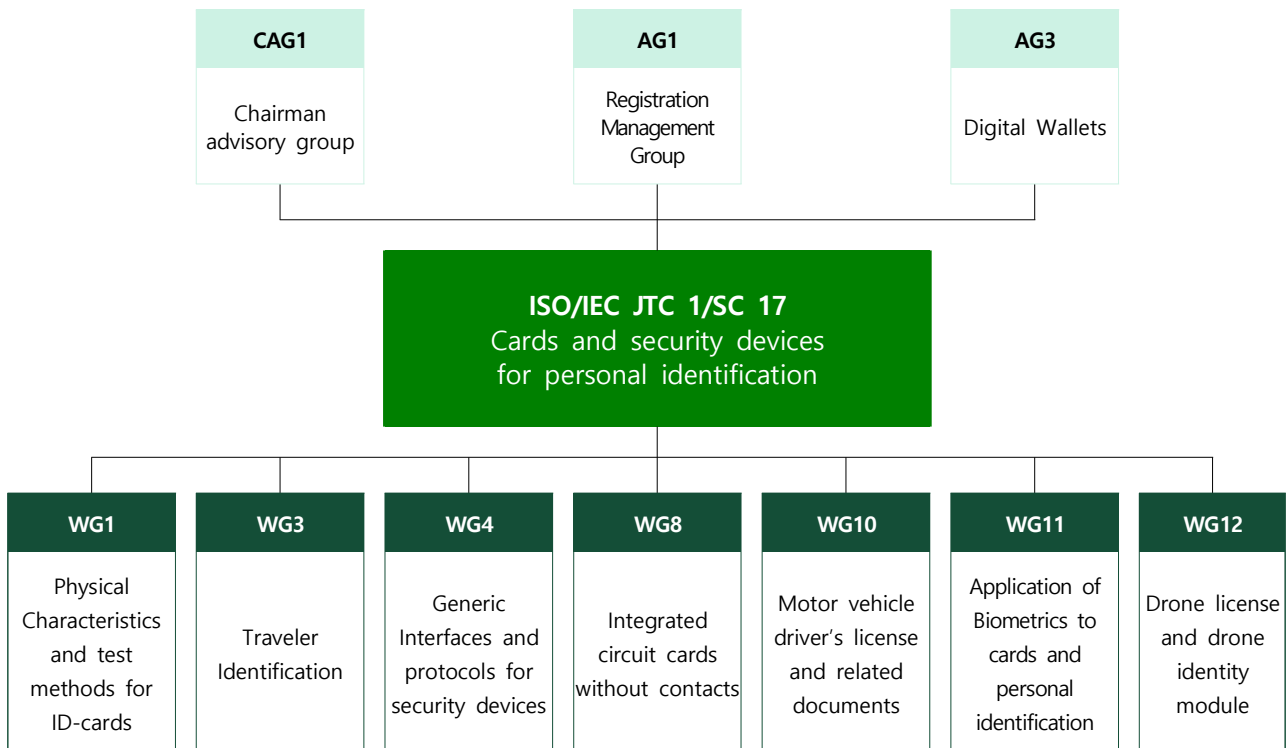 CAG1
Chairman
advisory group
AG1
Registration
Management
Group
AG3
Digital Wallets
ISO/IEC JTC 1/SC 17
Cards and security devices
for personal identification
WG1
Physical
Characteristics
and test
methods for
ID-cards
WG3
Traveler
Identification
WG4
Generic
Interfaces and
protocols for
security devices
WG8
Integrated
circuit cards
without contacts
WG10
Motor vehicle
driver’s license
and related
documents
WG11
Application of
Biometrics to
cards and
personal
identification
WG12
Drone license
and drone
identity
module